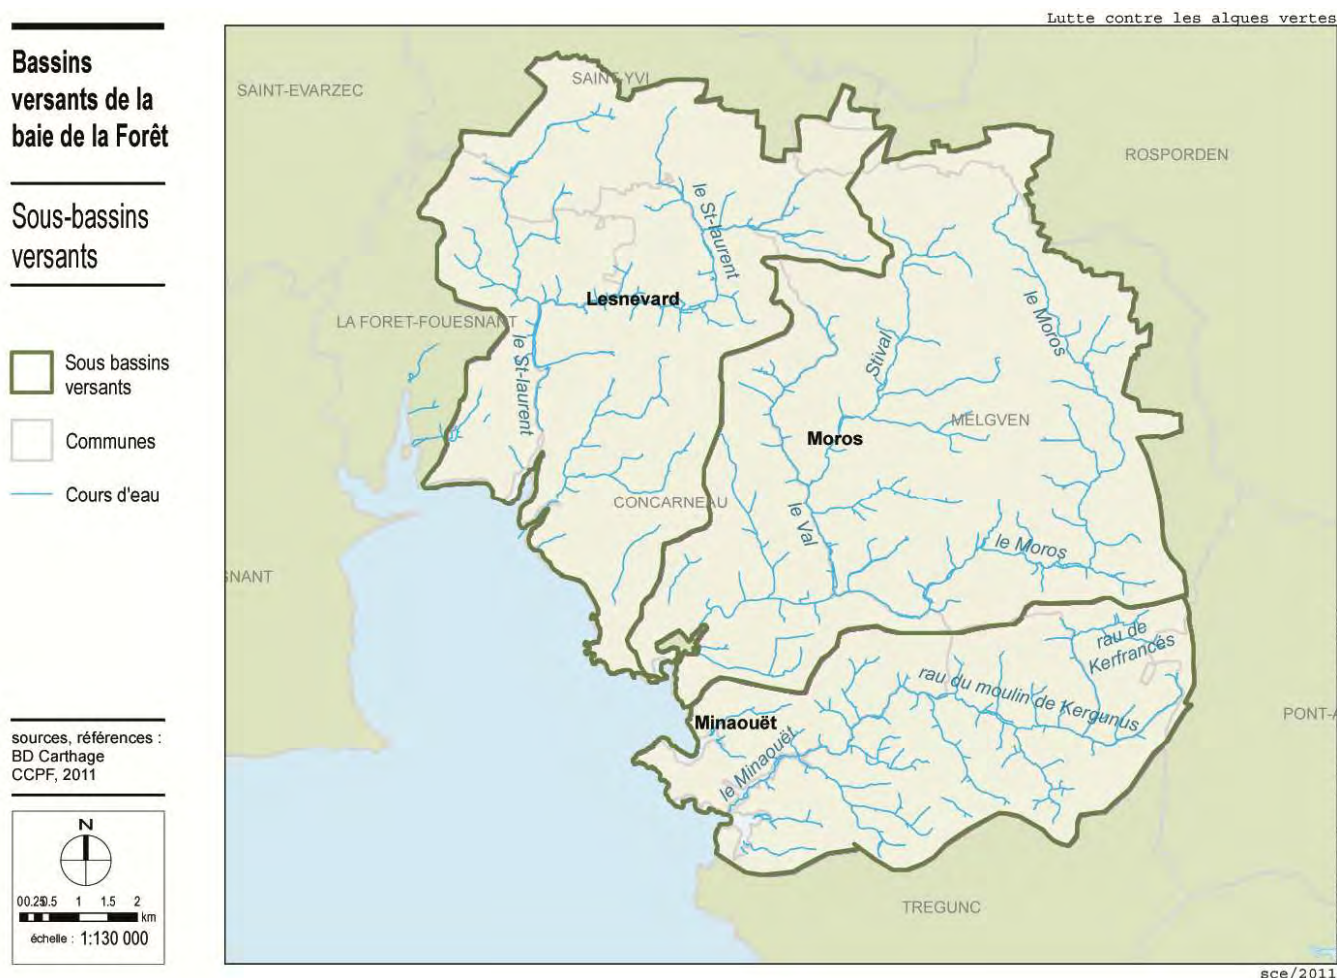 Lutte contre les algues vertes
Bassins
versants de la
baie de la Forêt
Sous-bassins
versants
Sous bassins
versants
Communes
Cours d'eau
sources, références :
BD Carthage
CCPF, 2011
N
00.250.5 1 1.5 2
km
échelle : 1:130 000
SAINT-EVARZEC
SAINT-YVI
ROSPORDEN
le St-laurent
Lesnevard
LA FORET-FOUESNANT
le St-laurent
le Moros
Stival
MELGVEN
Moros
CONCARNEAU
le Val
le Moros
SNANT
rau de
Kerfrancés
rau du moulin de Kergunus
PONT-A
Minaouët
le Minaouët
TREGUNC
sce/2011